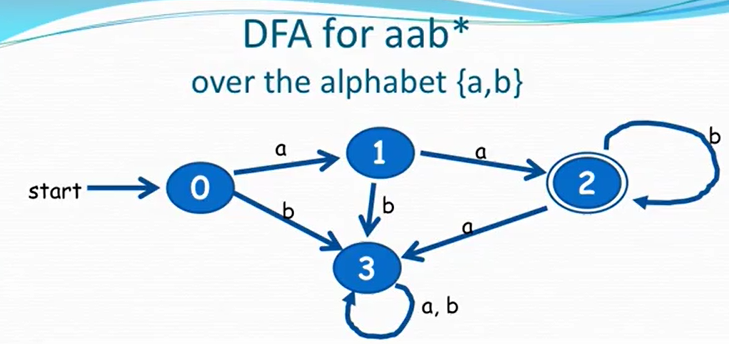 DFA for aab*
over the alphabet {a,b}
a
1
a
b
start
0
2
b
b
a
3
a, b